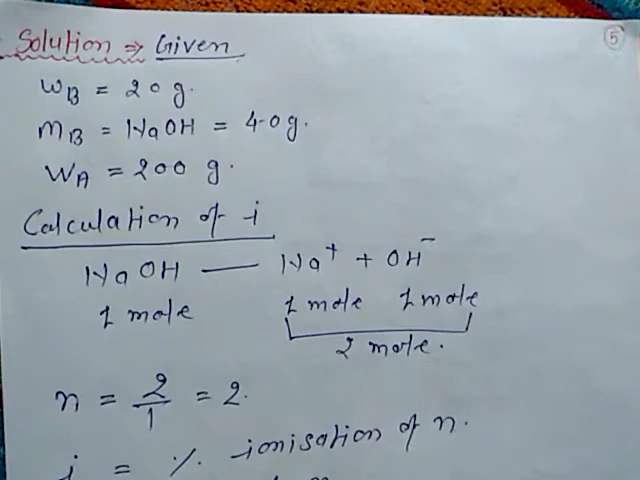 Solution ⇒ Given
5
WB = 20 g.
MB = NaOH = 40g.
WA = 200 g.
Calculation of i
NaOH — Na+ + OH-
1 mole 1 mole 1 mole
2 mole.
n = 2/1 = 2.
i = % ionisation of n.